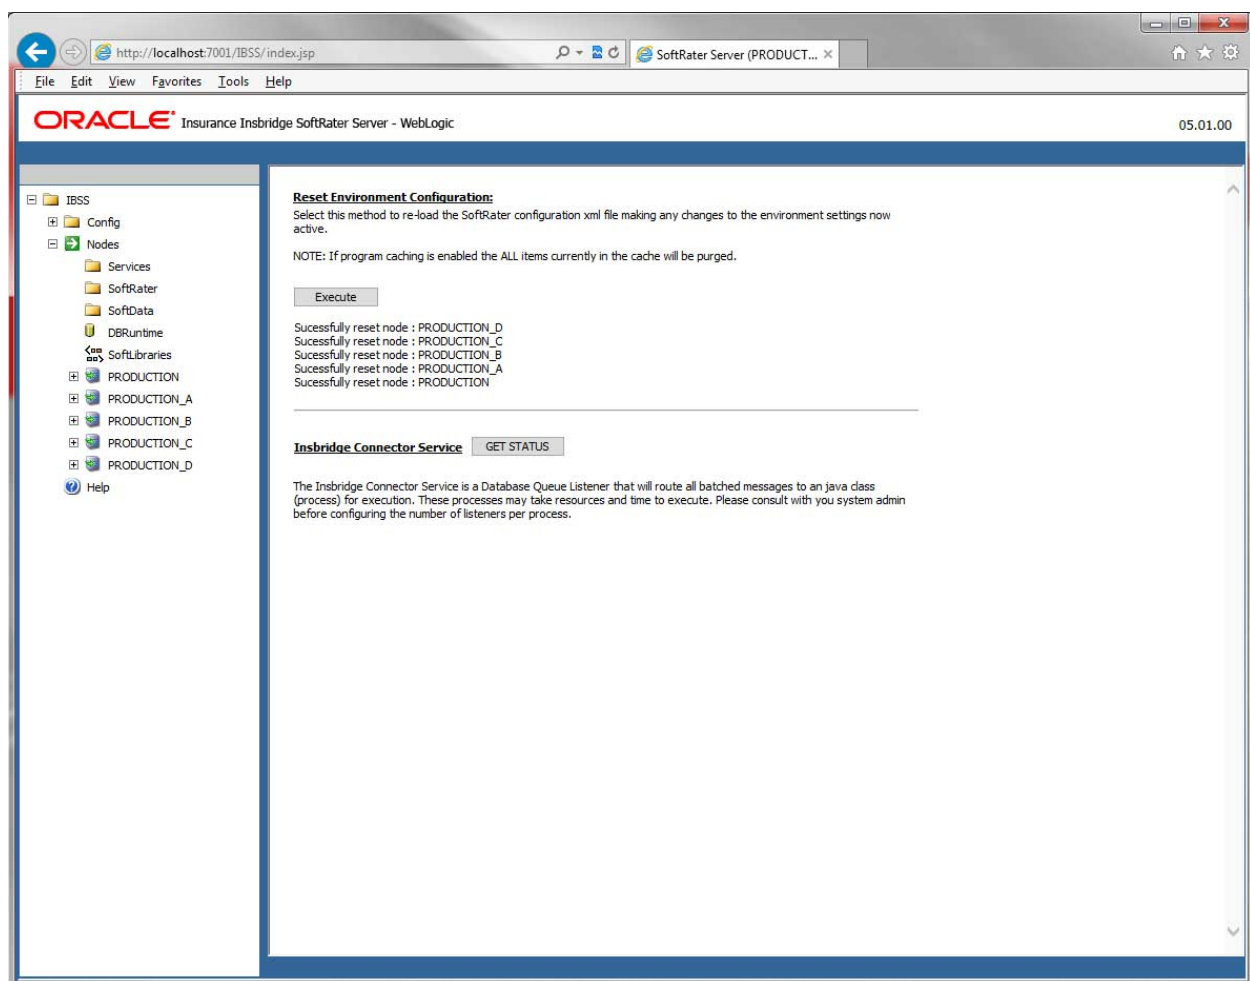 http://localhost:7001/IBSS/index.jsp
SoftRater Server (PRODUCT...
File Edit View Favorites Tools Help
ORACLE Insurance Insbridge SoftRater Server - WebLogic
05.01.00
IBSS
Config
Nodes
Services
SoftRater
SoftData
DBRuntime
SoftLibraries
PRODUCTION
PRODUCTION_A
PRODUCTION_B
PRODUCTION_C
PRODUCTION_D
Help
Reset Environment Configuration:
Select this method to re-load the SoftRater configuration xml file making any changes to the environment settings now
active.
NOTE: If program caching is enabled the ALL items currently in the cache will be purged.
Execute
Sucessfully reset node : PRODUCTION_D
Sucessfully reset node : PRODUCTION_C
Sucessfully reset node : PRODUCTION_B
Sucessfully reset node : PRODUCTION_A
Sucessfully reset node : PRODUCTION
Insbridge Connector Service GET STATUS
The Insbridge Connector Service is a Database Queue Listener that will route all batched messages to an java class
(process) for execution. These processes may take resources and time to execute. Please consult with you system admin
before configuring the number of listeners per process.